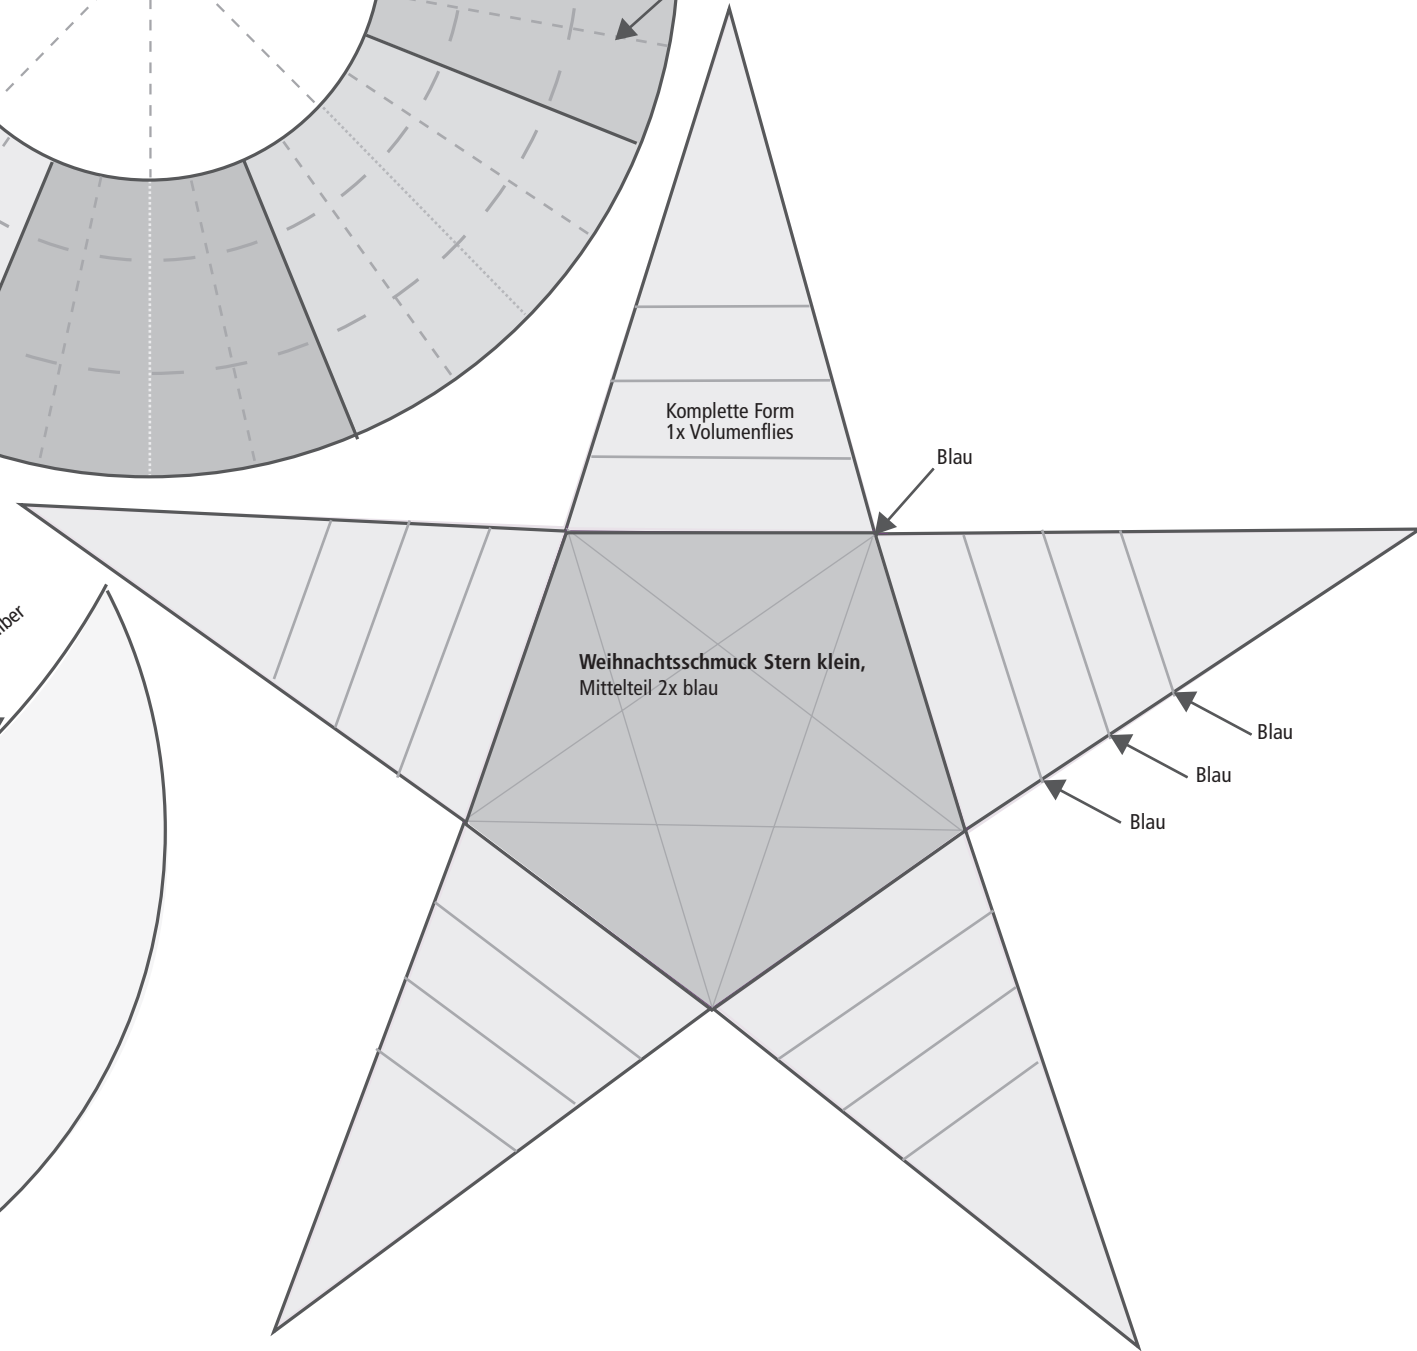 Komplette Form
1x Volumenflies
Blau
Weihnachtsschmuck Stern klein,
Mittelteil 2x blau
Blau
Blau
Blau